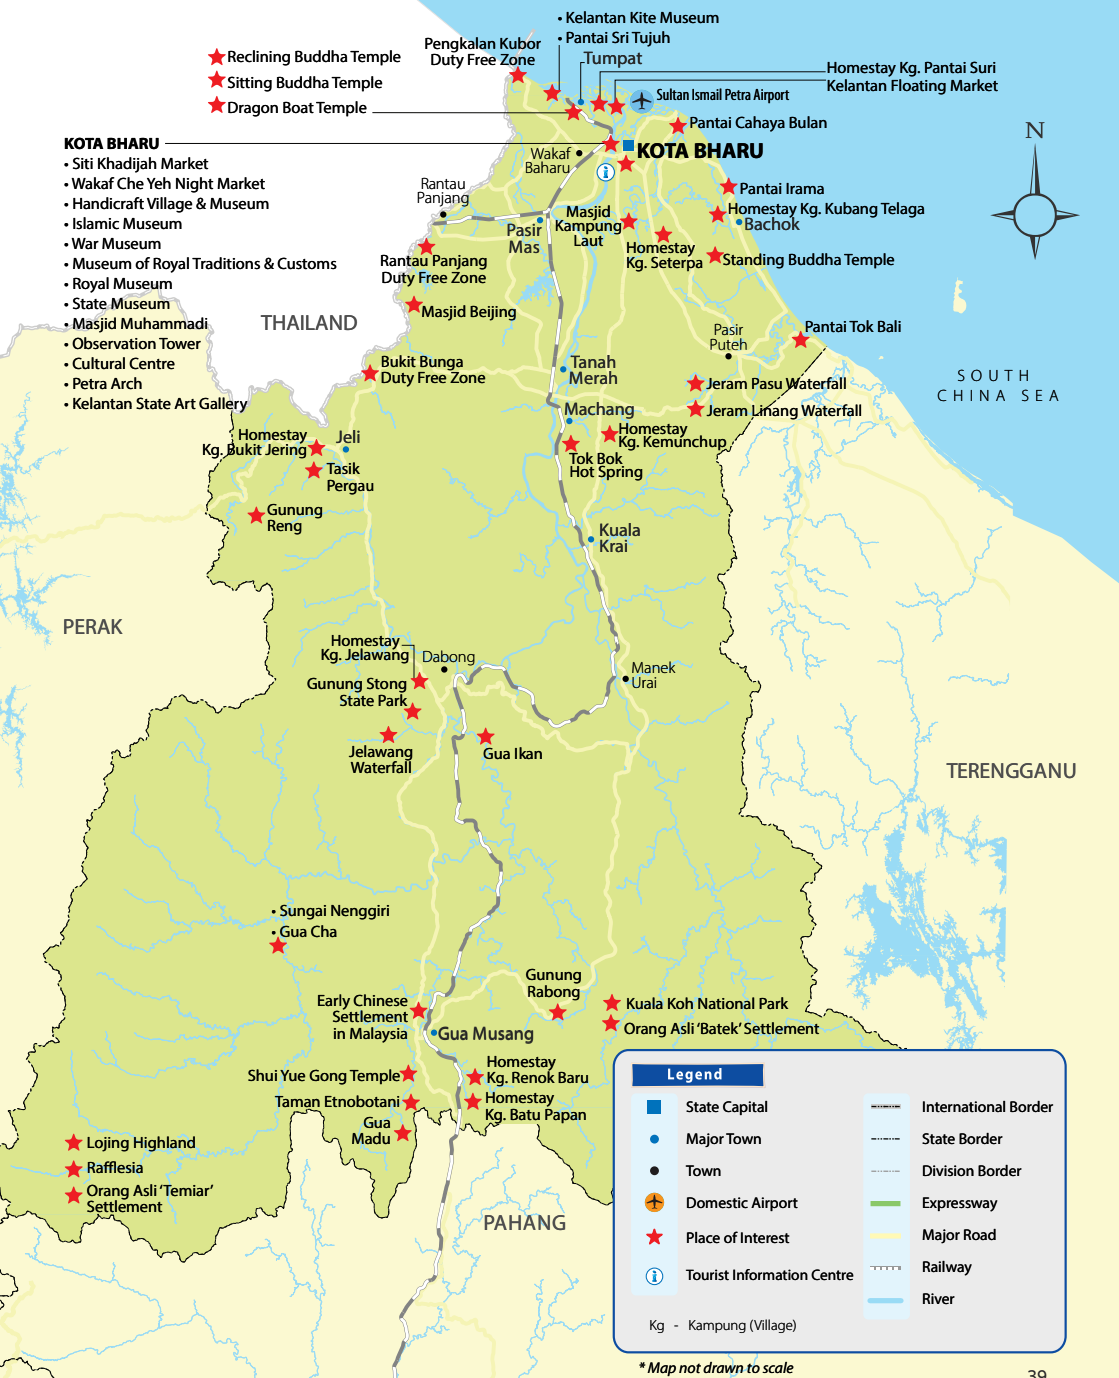 • Kelantan Kite Museum
• Pantai Sri Tujuh
Pengkalan Kubor
Duty Free Zone
Tumpat
Reclining Buddha Temple
Sitting Buddha Temple
Dragon Boat Temple
Homestay Kg. Pantai Suri
Kelantan Floating Market
Sultan Ismail Petra Airport
Pantai Cahaya Bulan
KOTA BHARU
• Siti Khadijah Market
• Wakaf Che Yeh Night Market
• Handicraft Village & Museum
• Islamic Museum
• War Museum
• Museum of Royal Traditions & Customs
• Royal Museum
• State Museum
• Masjid Muhammadi
• Observation Tower
• Cultural Centre
• Petra Arch
• Kelantan State Art Gallery
KOTA BHARU
Wakaf
Baharu
N
Rantau
Panjang
Pantai Irama
Homestay Kg. Kubang Telaga
Bachok
Pasir
Mas
Masjid
Kampung
Laut
Homestay
Kg. Seterpa
Standing Buddha Temple
Rantau Panjang
Duty Free Zone
Masjid Beijing
THAILAND
Pasir
Puteh
Pantai Tok Bali
Bukit Bunga
Duty Free Zone
Tanah
Merah
Jeram Pasu Waterfall
Jeram Linang Waterfall
SOUTH
CHINA SEA
Machang
Homestay
Kg. Kemunchup
Homestay
Kg. Bukit Jering
Jeli
Tasik
Pergau
Tok Bok
Hot Spring
Gunung
Reng
Kuala
Krai
PERAK
Homestay
Kg. Jelawang
Dabong
Manek
Urai
Gunung Stong
State Park
Jelawang
Waterfall
Gua Ikan
TERENGGANU
• Sungai Nenggiri
• Gua Cha
Gunung
Rabong
Early Chinese
Settlement
in Malaysia
Kuala Koh National Park
Orang Asli ‘Batek’ Settlement
Gua Musang
Shui Yue Gong Temple
Homestay
Kg. Renok Baru
Taman Etnobotani
Homestay
Kg. Batu Papan
Gua
Madu
Lojing Highland
Rafflesia
Orang Asli ‘Temiar’
Settlement
PAHANG
Legend
State Capital
Major Town
Town
Domestic Airport
Place of Interest
Tourist Information Centre
International Border
State Border
Division Border
Expressway
Major Road
Railway
River
Kg - Kampung (Village)
* Map not drawn to scale
39